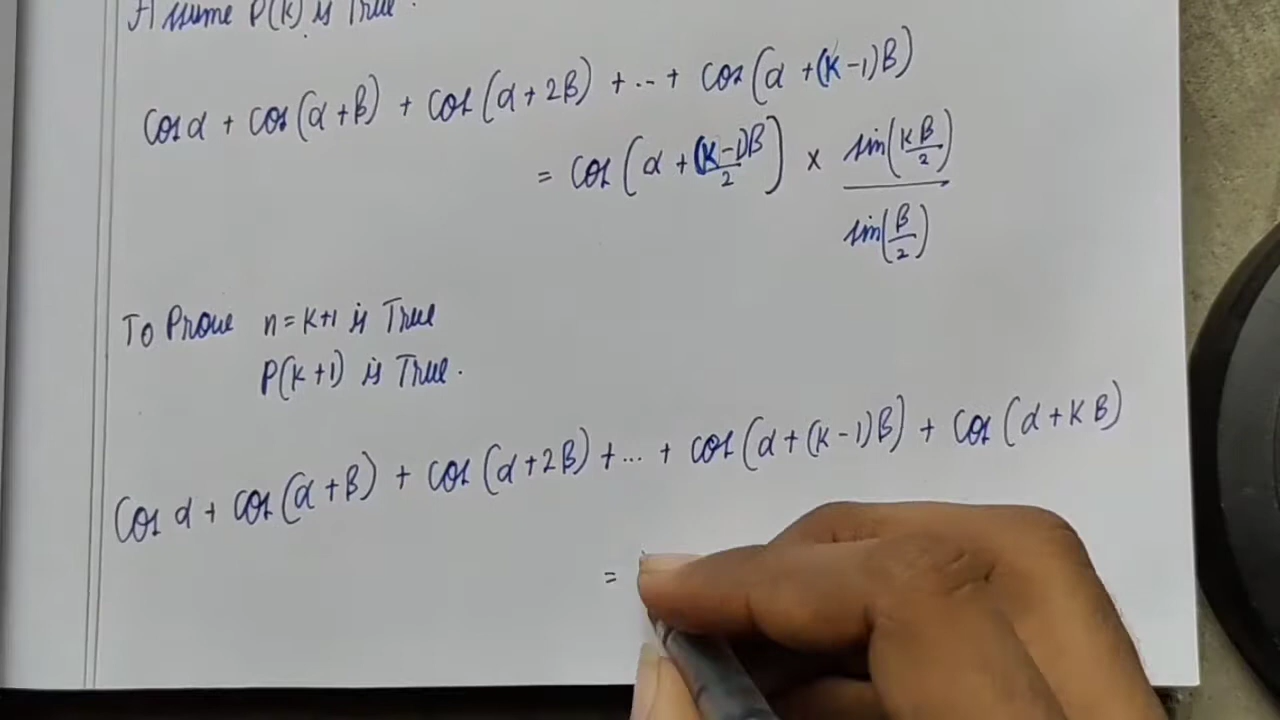 Assume P(K) is True.
cos α + cos(α+β) + cos(α+2β) + ... + cos(α+(K-1)β)
= cos(α + (K-1)β/2) × sin(Kβ/2) / sin(β/2)
To Prove n = K+1 is True
P(K+1) is True.
Cos α + cos(α+β) + cos(α+2β) + ... + cos(α+(K-1)β) + cos(α+Kβ)
=